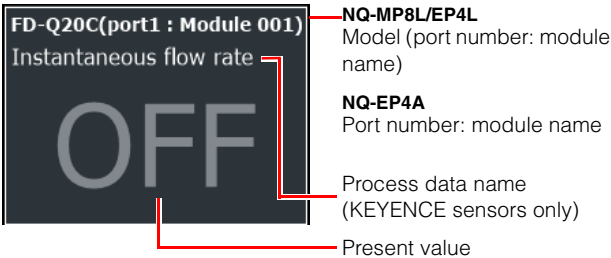 FD-Q20C(port1 : Module 001)
Instantaneous flow rate
OFF
NQ-MP8L/EP4L
Model (port number: module
name)
NQ-EP4A
Port number: module name
Process data name
(KEYENCE sensors only)
Present value